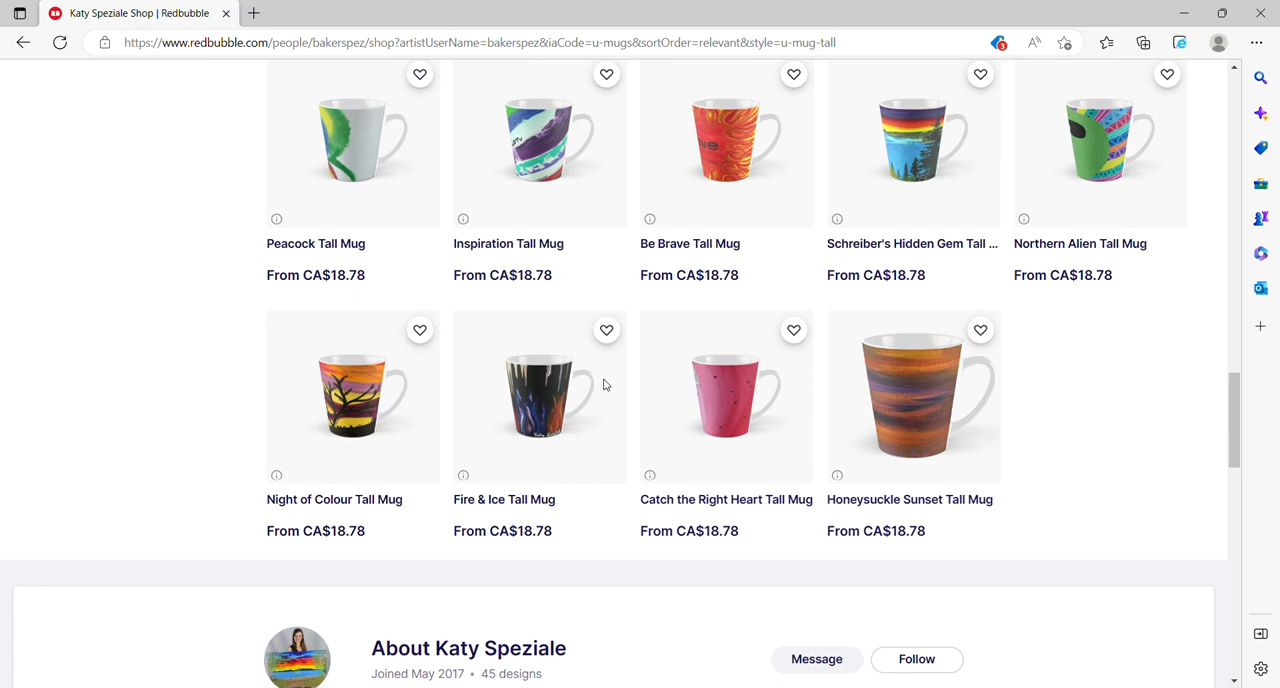 Katy Speziale Shop | Redbubble
https://www.redbubble.com/people/bakerspez/shop?artistUserName=bakerspez&iaCode=u-mugs&sortOrder=relevant&style=u-mug-tall
3
Peacock Tall Mug
From CA$18.78
Inspiration Tall Mug
From CA$18.78
Be Brave Tall Mug
From CA$18.78
Schreiber's Hidden Gem Tall ...
From CA$18.78
Northern Alien Tall Mug
From CA$18.78
Night of Colour Tall Mug
From CA$18.78
Fire & Ice Tall Mug
From CA$18.78
Catch the Right Heart Tall Mug
From CA$18.78
Honeysuckle Sunset Tall Mug
From CA$18.78
About Katy Speziale
Joined May 2017 • 45 designs
Message
Follow